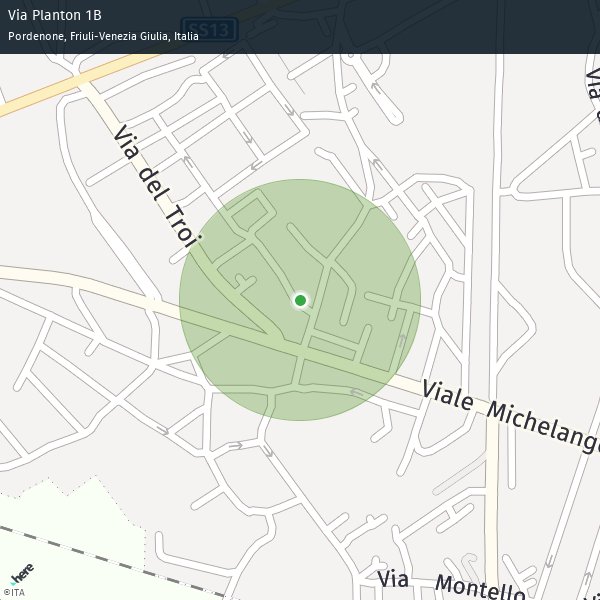 Via Planton 1B
Pordenone, Friuli-Venezia Giulia, Italia
SS13
Via del Troi
Viale Michelange
Via Montello
here
©ITA